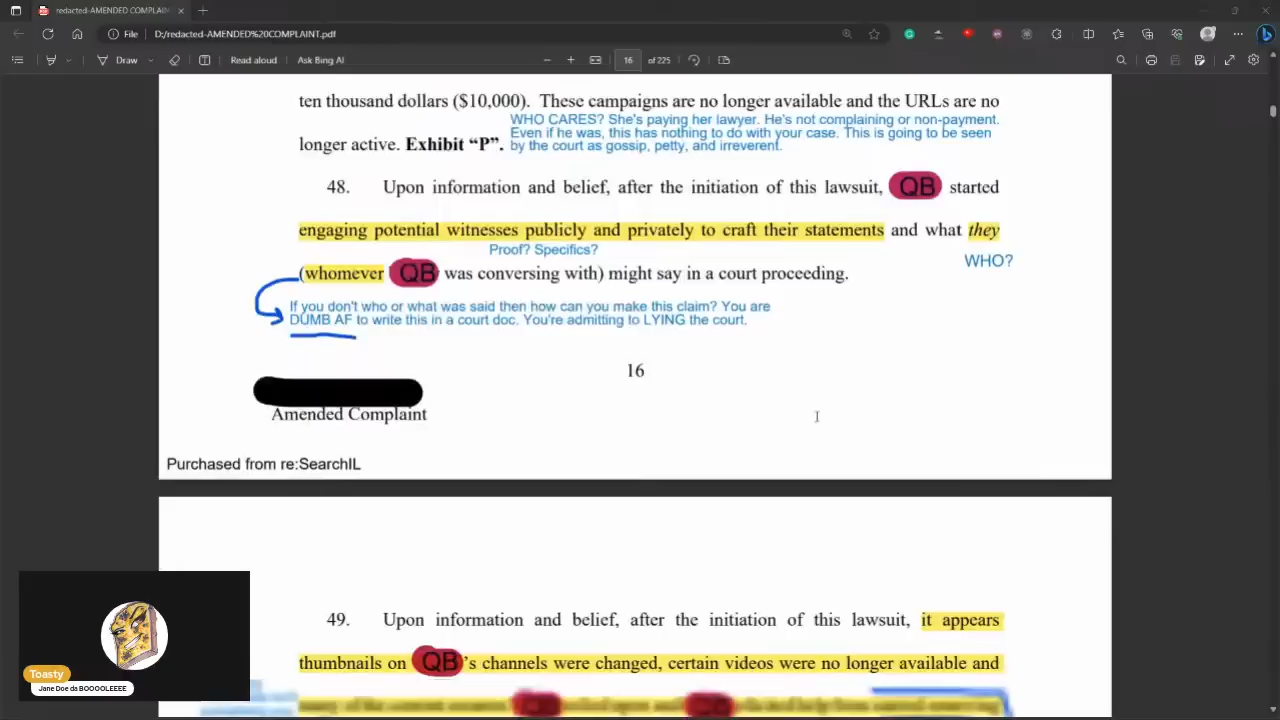 redacted-AMENDED COMPLAIN
File
D:/redacted-AMENDED%20COMPLAINT.pdf
Draw
Read aloud
Ask Bing AI
16
of 225
ten thousand dollars ($10,000). These campaigns are no longer available and the URLs are no
WHO CARES? She's paying her lawyer. He's not complaining or non-payment.
Even if he was, this has nothing to do with your case. This is going to be seen
longer active. Exhibit “P”.
by the court as gossip, petty, and irreverent.
48. Upon information and belief, after the initiation of this lawsuit, QB started
engaging potential witnesses publicly and privately to craft their statements and what they
Proof? Specifics?
WHO?
(whomever QB was conversing with) might say in a court proceeding.
If you don't who or what was said then how can you make this claim? You are
DUMB AF to write this in a court doc. You're admitting to LYING the court.
16
Amended Complaint
Purchased from re:SearchIL
49. Upon information and belief, after the initiation of this lawsuit, it appears
thumbnails on QB's channels were changed, certain videos were no longer available and
Toasty
Jane Doe da BOOOOLEEEE